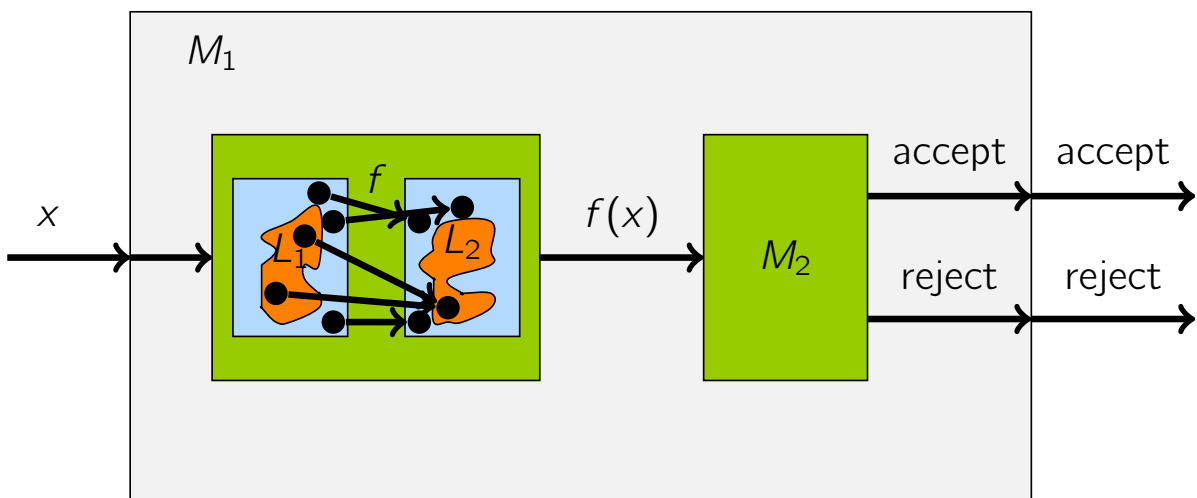 M₁
f
accept accept
x
L₁ L₂
f(x)
M₂
reject reject